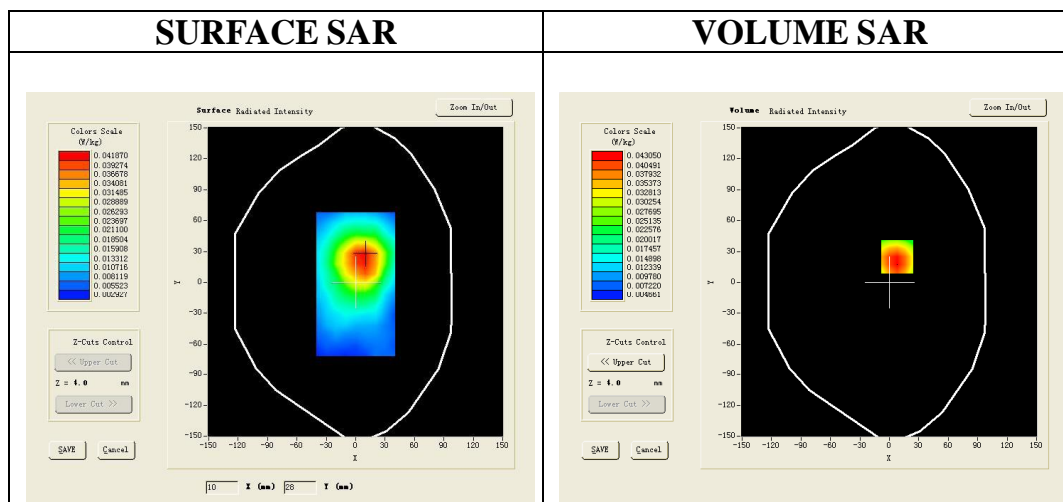 SURFACE SAR
VOLUME SAR
Surface Radiated Intensity
Zoom In/Out
Colors Scale
(W/kg)
0.041870
0.039274
0.036678
0.034081
0.031485
0.028889
0.026293
0.023697
0.021100
0.018504
0.015908
0.013312
0.010716
0.008119
0.005523
0.002927
150
120
90
60
30
0
-30
-60
-90
-120
-150
Y
-150 -120 -90 -60 -30 0 30 60 90 120 150
X
Z-Cuts Control
<< Upper Cut
Z = 4.0 mm
Lower Cut >>
SAVE
Cancel
10 X (mm) 28 Y (mm)
Volume Radiated Intensity
Zoom In/Out
Colors Scale
(W/kg)
0.043050
0.040491
0.037932
0.035373
0.032813
0.030254
0.027695
0.025135
0.022576
0.020017
0.017457
0.014898
0.012339
0.009780
0.007220
0.004661
150
120
90
60
30
0
-30
-60
-90
-120
-150
Y
-150 -120 -90 -60 -30 0 30 60 90 120 150
X
Z-Cuts Control
<< Upper Cut
Z = 4.0 mm
Lower Cut >>
SAVE
Cancel